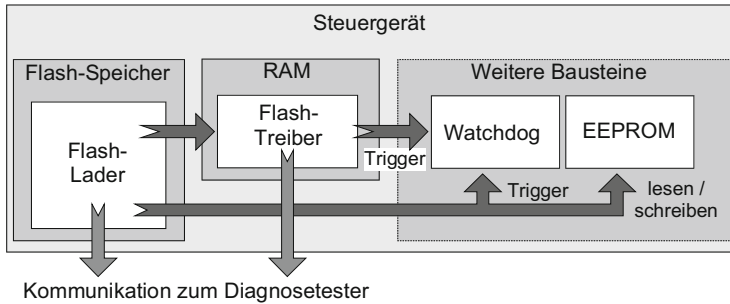 Steuergerät
Flash-Speicher
RAM
Weitere Bausteine
Flash-
Lader
Flash-
Treiber
Trigger
Watchdog
EEPROM
Trigger
lesen /
schreiben
Kommunikation zum Diagnosetester